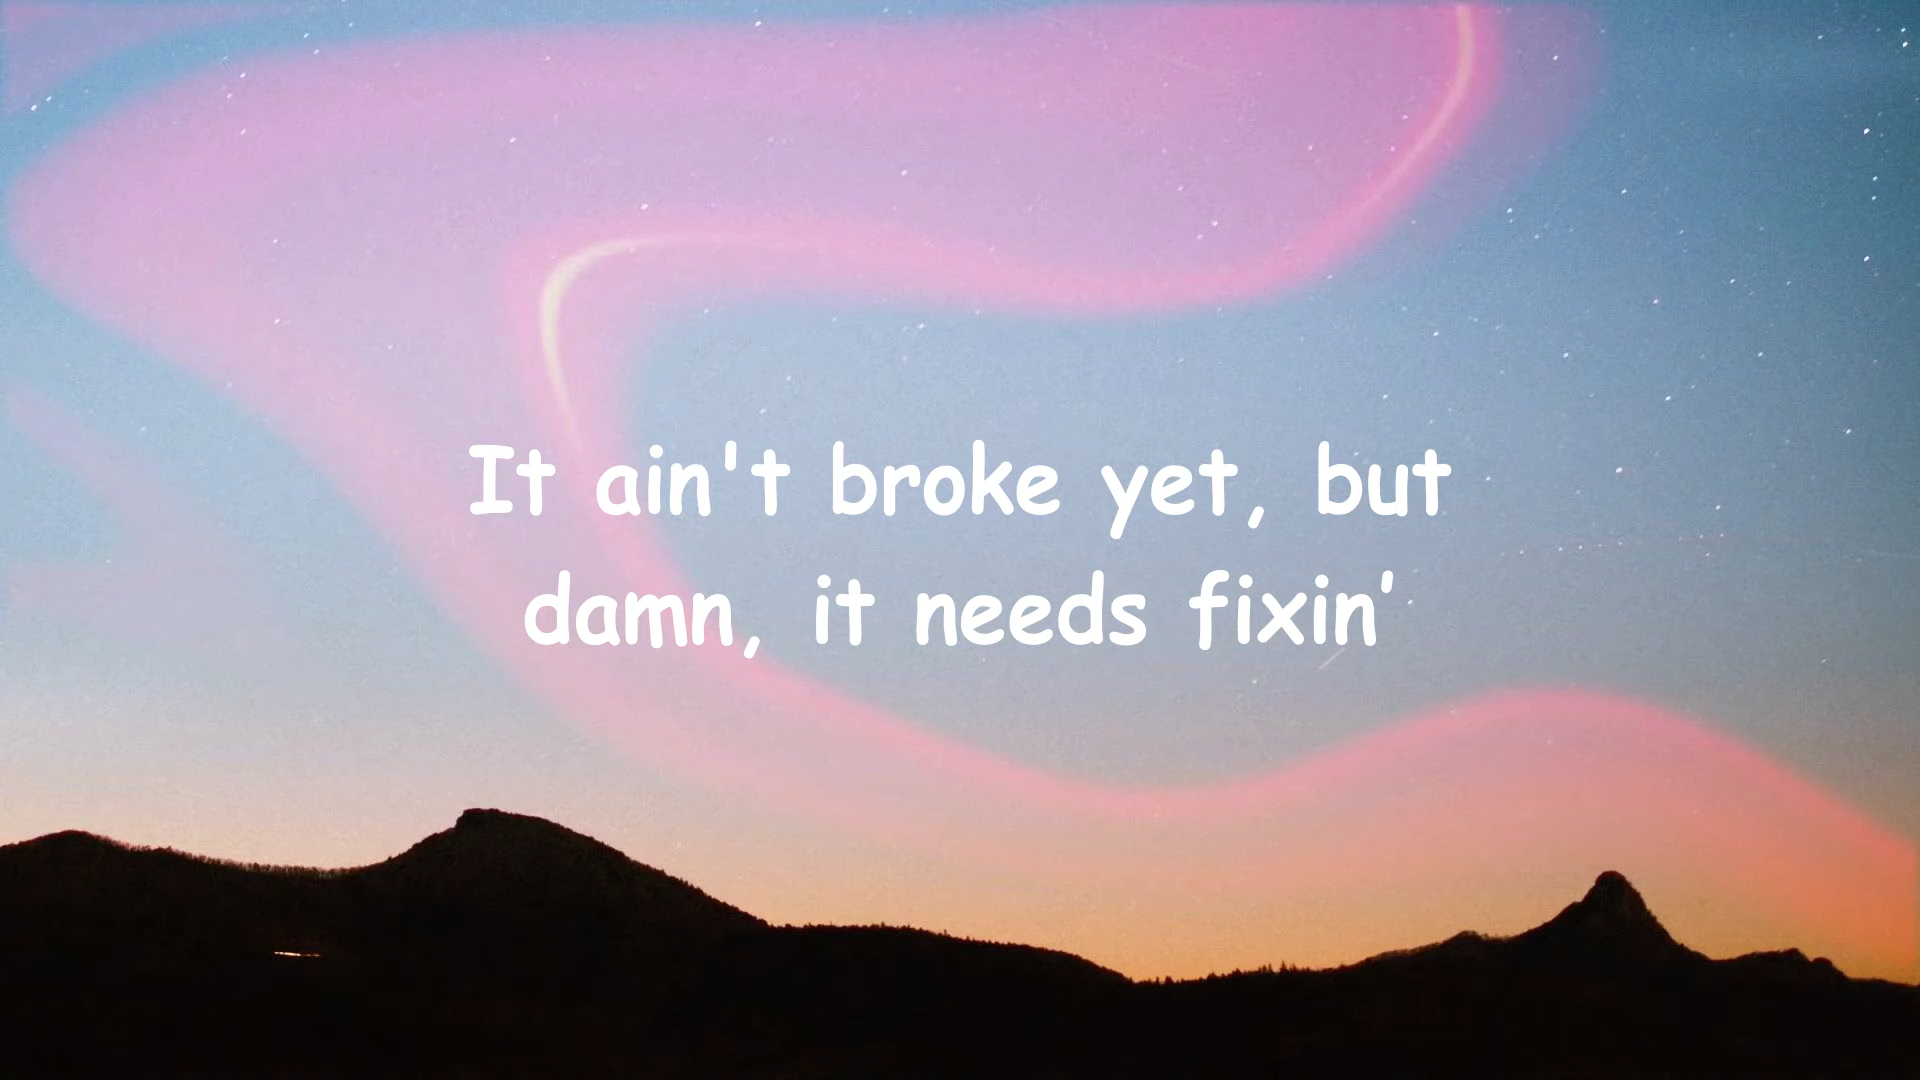 It ain't broke yet, but
damn, it needs fixin’